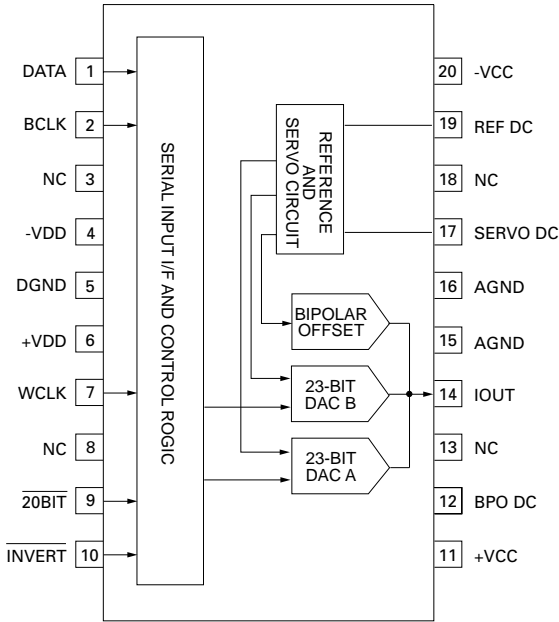 DATA 1
BCLK 2
NC 3
-VDD 4
DGND 5
+VDD 6
WCLK 7
NC 8
20BIT 9
INVERT 10
SERIAL INPUT I/F AND CONTROL ROGIC
REFERENCE
AND
SERVO CIRCUIT
BIPOLAR
OFFSET
23-BIT
DAC B
23-BIT
DAC A
20 -VCC
19 REF DC
18 NC
17 SERVO DC
16 AGND
15 AGND
14 IOUT
13 NC
12 BPO DC
11 +VCC